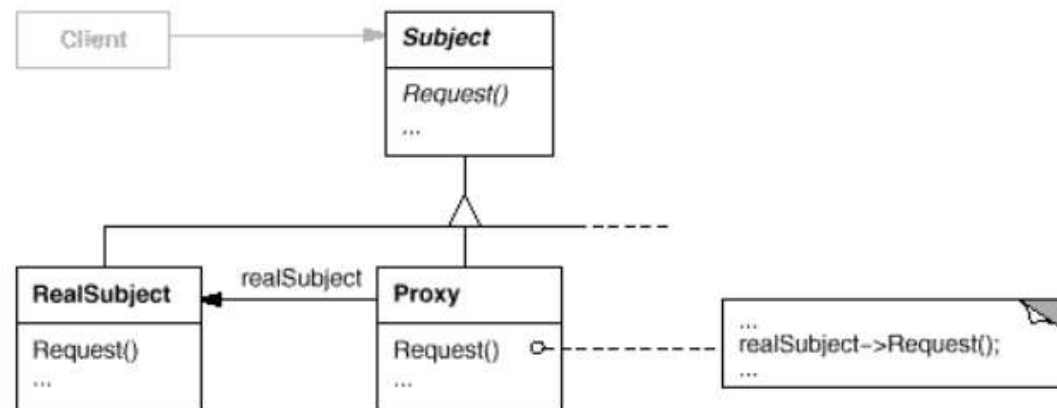 Client
Subject
Request()
...
RealSubject
Request()
...
realSubject
Proxy
Request()
...
...
realSubject->Request();
...